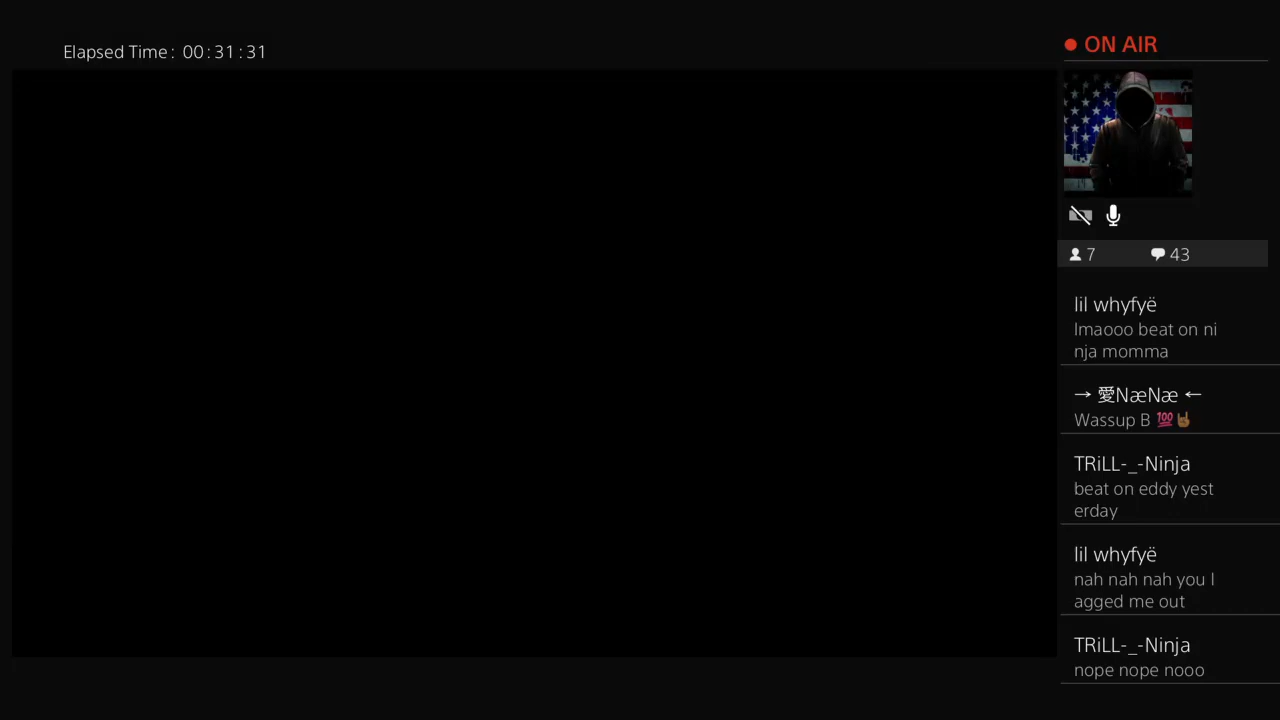 Elapsed Time: 00:31:31
ON AIR
7 43
lil whyfyë
lmaooo beat on ni
nja momma
→ 愛NæNæ ←
Wassup B 💯🤘🏾
TRiLL-_-Ninja
beat on eddy yest
erday
lil whyfyë
nah nah nah you l
agged me out
TRiLL-_-Ninja
nope nope nooo